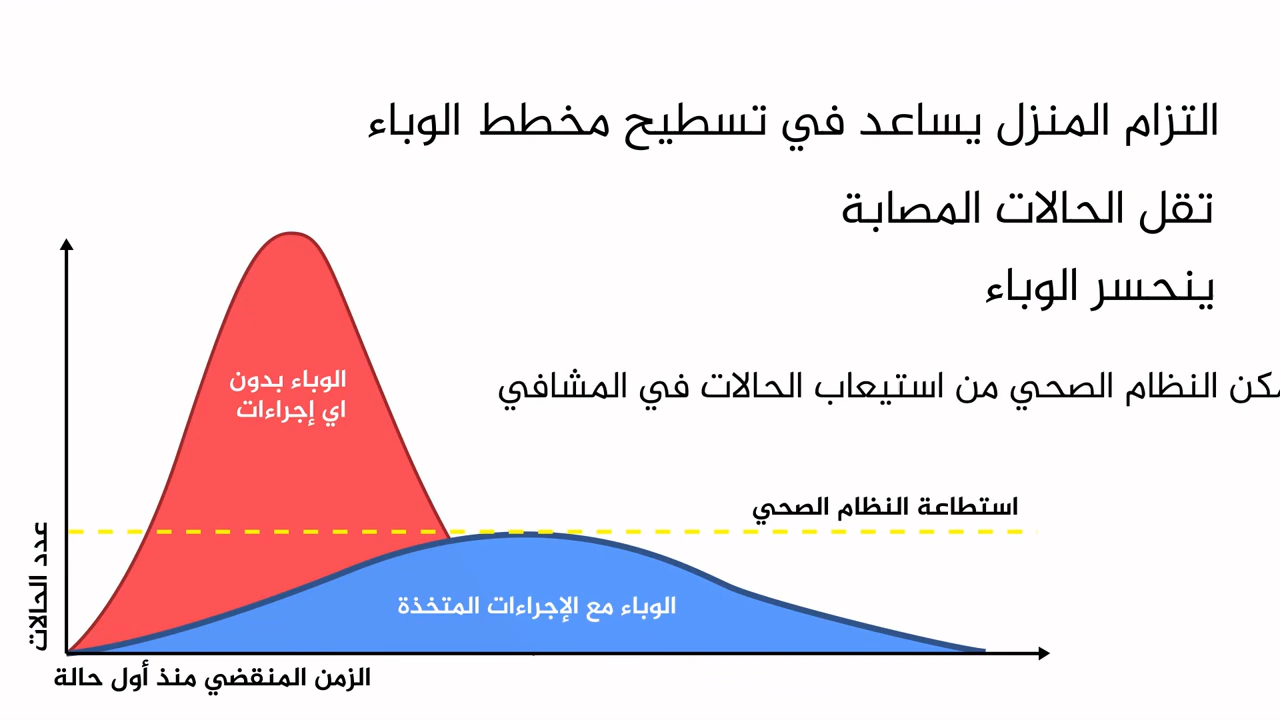 التزام المنزل يساعد في تسطيح مخطط الوباء
تقل الحالات المصابة
ينحسر الوباء
النظام الصحي من استيعاب الحالات في المشافي
الوباء بدون
اي إجراءات
استطاعة النظام الصحي
الوباء مع الإجراءات المتخذة
عدد الحالات
الزمن المنقضي منذ أول حالة